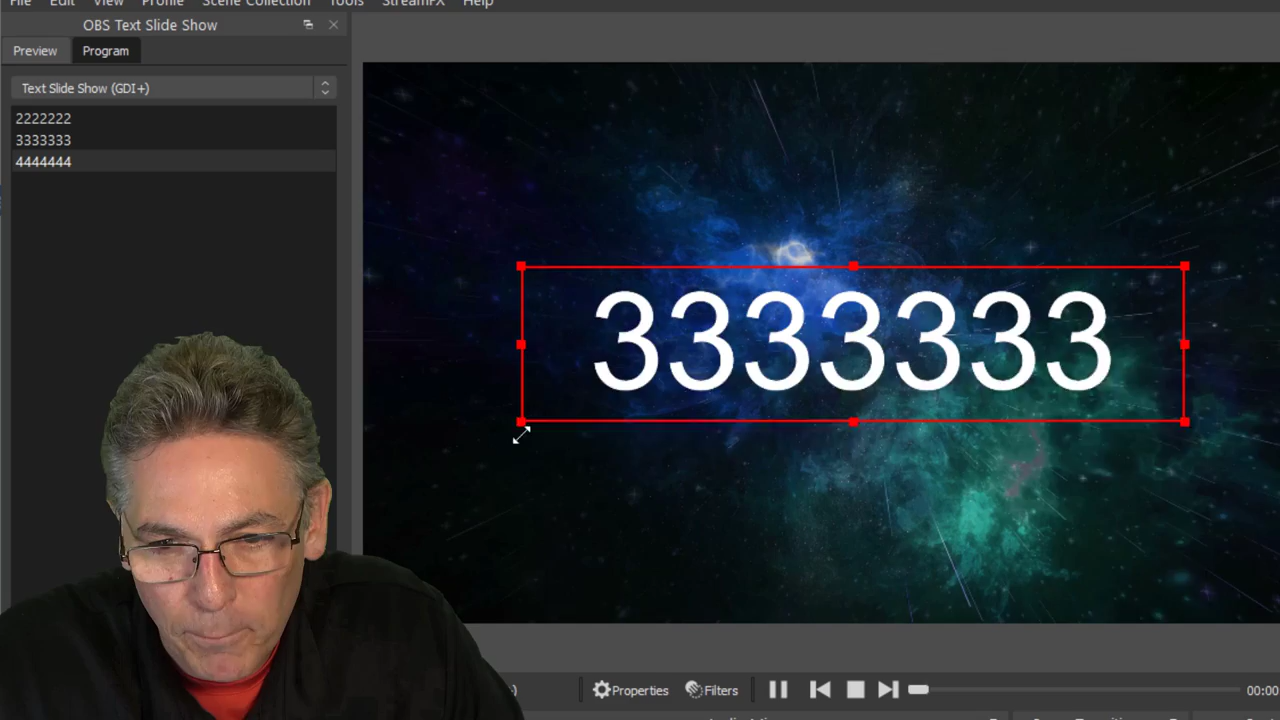 File Edit View Profile Scene Collection Tools StreamFX Help
OBS Text Slide Show
Preview Program
Text Slide Show (GDI+)
2222222
3333333
4444444
3333333
Properties Filters 00:00